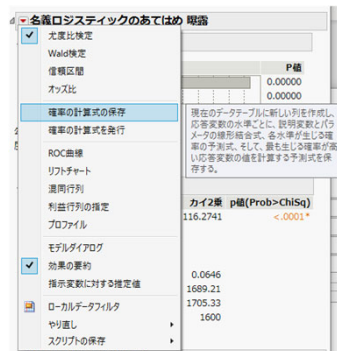 名義ロジスティックのあてはめ 曝露
尤度比検定
Wald検定
信頼区間
オッズ比
確率の計算式の保存
確率の計算式を発行
ROC曲線
リフトチャート
混同行列
利益行列の指定
プロファイル
モデルダイアログ
効果の要約
指示変数に対する推定値
ローカルデータフィルタ
やり直し
スクリプトの保存
P値
0.00000
0.00000
現在のデータテーブルに新しい列を作成し、
応答変数の水準ごとに、説明変数とパラ
メータの線形結合式、各水準が生じる確
率の予測式、そして、最も生じる確率が高
い応答変数の値を計算する予測式を保
存する。
カイ2乗 p値(Prob>ChiSq)
116.2741 <.0001*
0.0646
1689.21
1705.33
1600